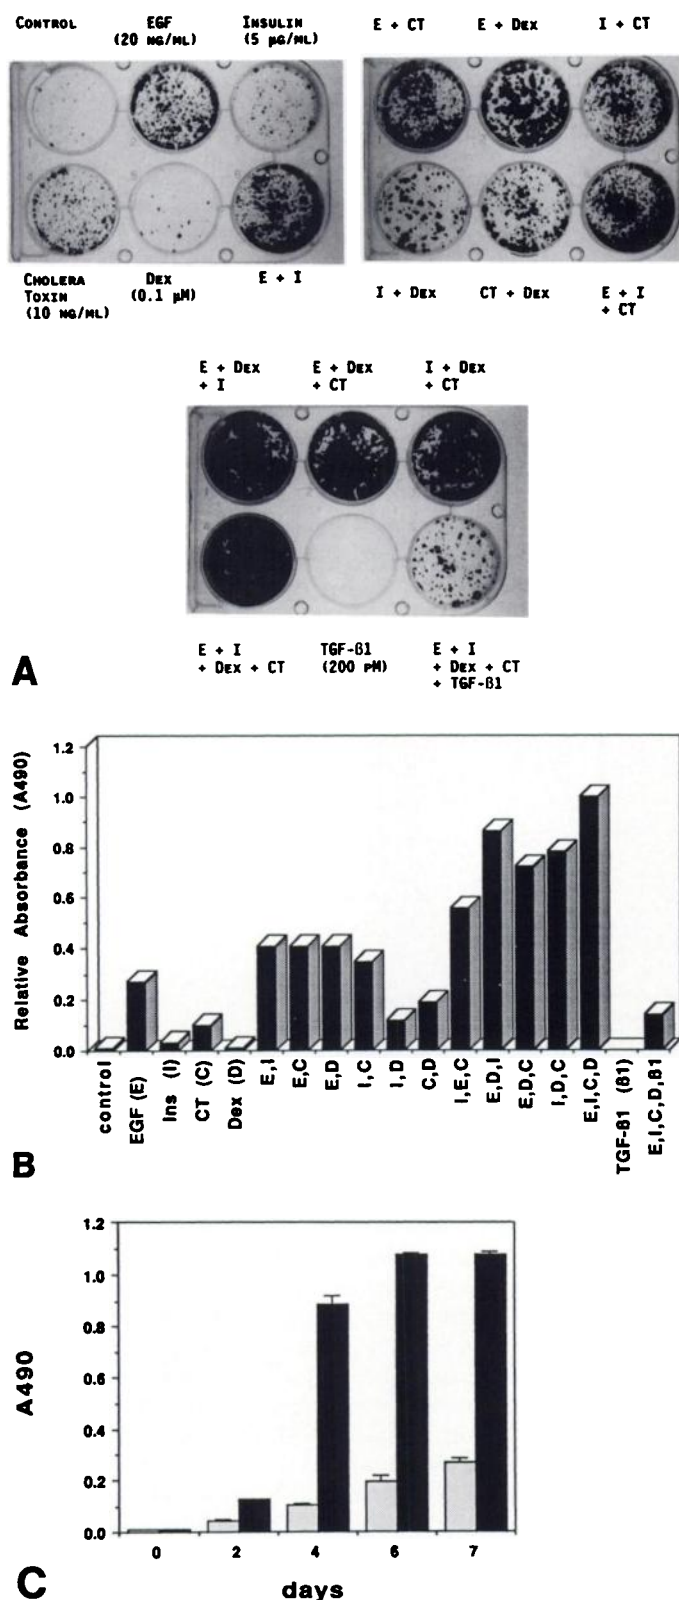 CONTROL EGF INSULIN
(20 NG/ML) (5 µG/ML)
E + CT E + DEX I + CT
CHOLERA DEX E + I
TOXIN (0.1 µM)
(10 NG/ML)
I + DEX CT + DEX E + I
+ CT
E + DEX E + DEX I + DEX
+ I + CT + CT
E + I TGF-β1 E + I
+ DEX + CT (200 PM) + DEX + CT
+ TGF-β1
A
Relative Absorbance (A490)
1.2
1.0
0.8
0.6
0.4
0.2
0.0
control
EGF (E)
Ins (I)
CT (C)
Dex (D)
E,I
E,C
E,D
I,C
I,D
C,D
I,E,C
E,D,I
E,D,C
I,D,C
E,I,C,D
TGF-β1 (β1)
E,I,C,D,β1
B
A490
1.2
1.0
0.8
0.6
0.4
0.2
0.0
0 2 4 6 7
days
C